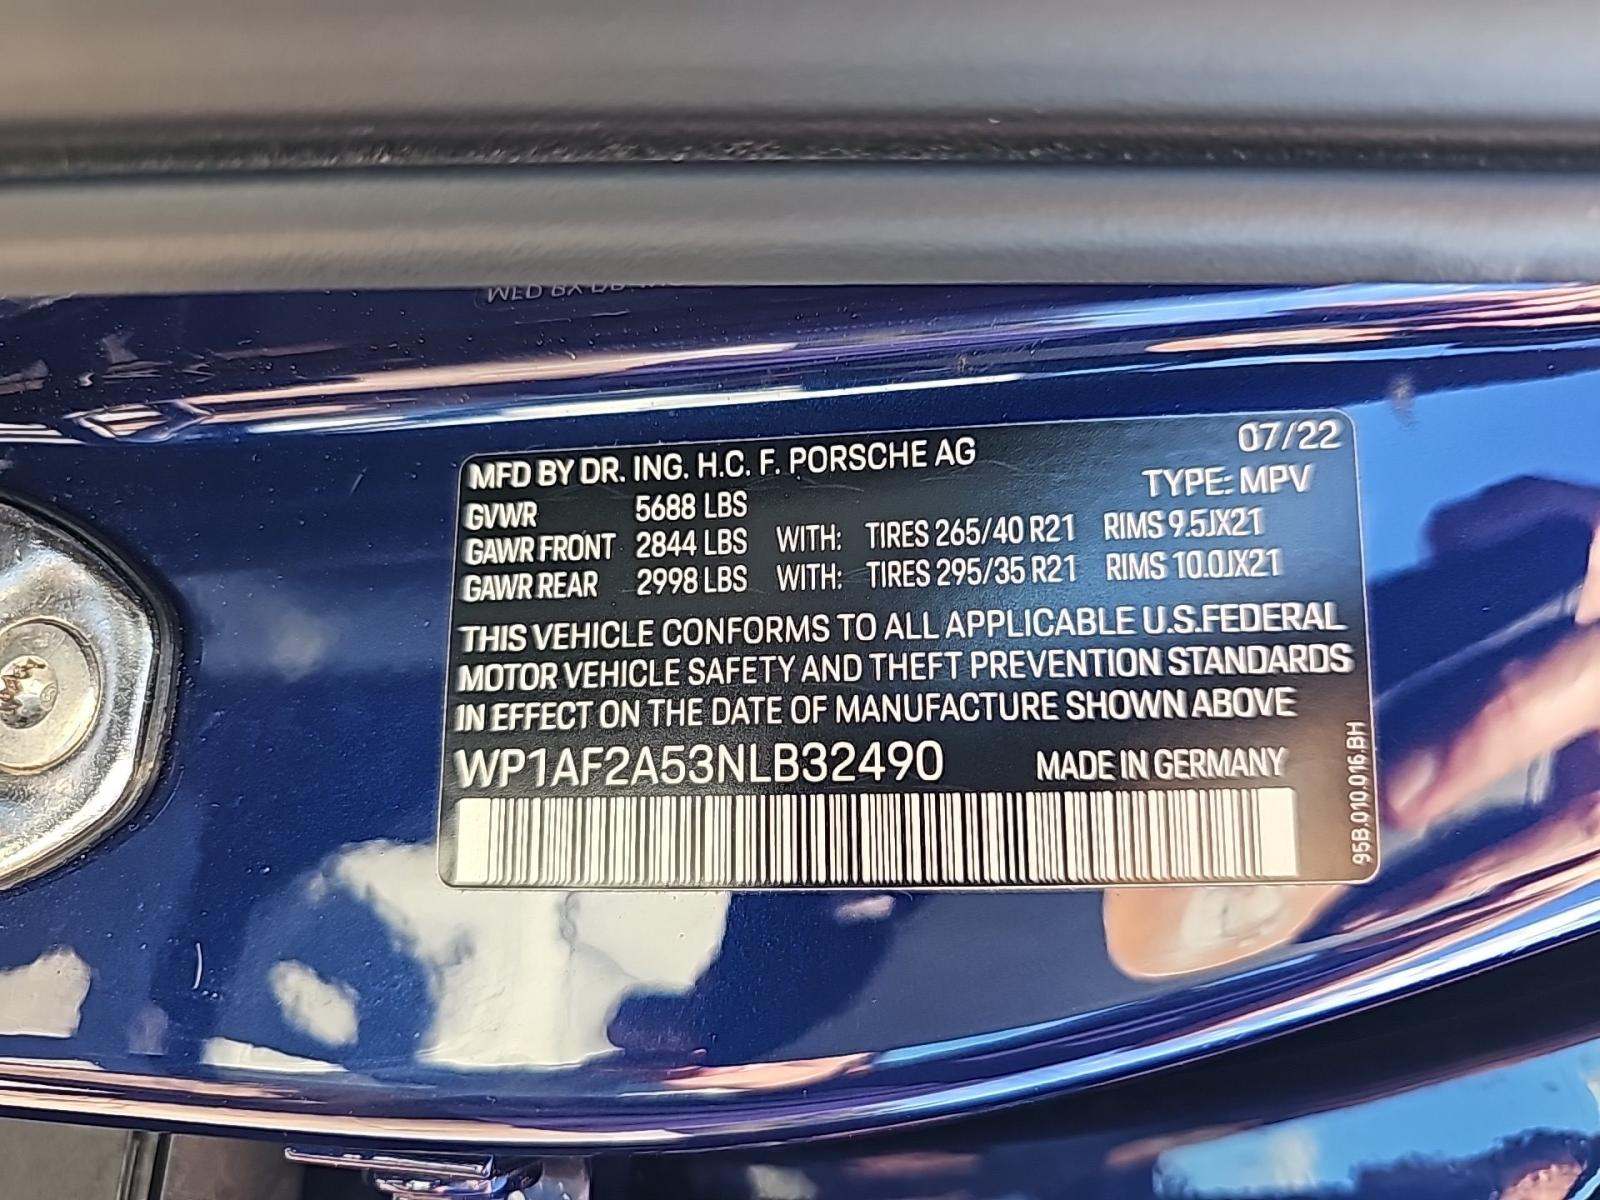 MFD BY DR. ING. H.C. F. PORSCHE AG 07/22
TYPE: MPV
GVWR 5688 LBS
GAWR FRONT 2844 LBS WITH: TIRES 265/40 R21 RIMS 9.5JX21
GAWR REAR 2998 LBS WITH: TIRES 295/35 R21 RIMS 10.0JX21
THIS VEHICLE CONFORMS TO ALL APPLICABLE U.S.FEDERAL
MOTOR VEHICLE SAFETY AND THEFT PREVENTION STANDARDS
IN EFFECT ON THE DATE OF MANUFACTURE SHOWN ABOVE
WP1AF2A53NLB32490 MADE IN GERMANY
95B.010.016.BH